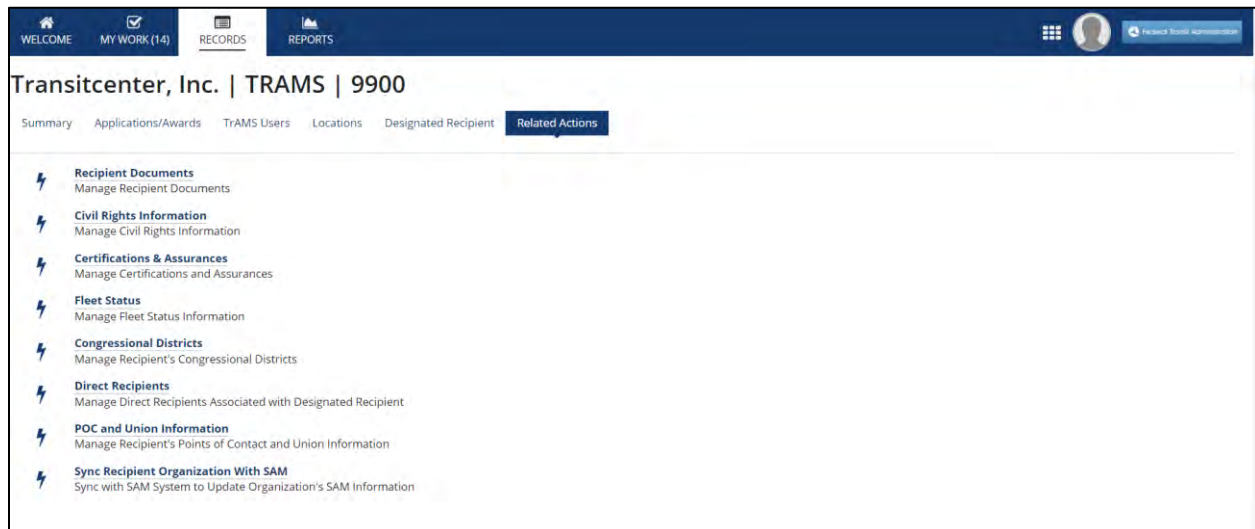 WELCOME MY WORK (14) RECORDS REPORTS Federal Transit Administration
Transitcenter, Inc. | TRAMS | 9900
Summary Applications/Awards TrAMS Users Locations Designated Recipient Related Actions
Recipient Documents
Manage Recipient Documents
Civil Rights Information
Manage Civil Rights Information
Certifications & Assurances
Manage Certifications and Assurances
Fleet Status
Manage Fleet Status Information
Congressional Districts
Manage Recipient's Congressional Districts
Direct Recipients
Manage Direct Recipients Associated with Designated Recipient
POC and Union Information
Manage Recipient's Points of Contact and Union Information
Sync Recipient Organization With SAM
Sync with SAM System to Update Organization's SAM Information